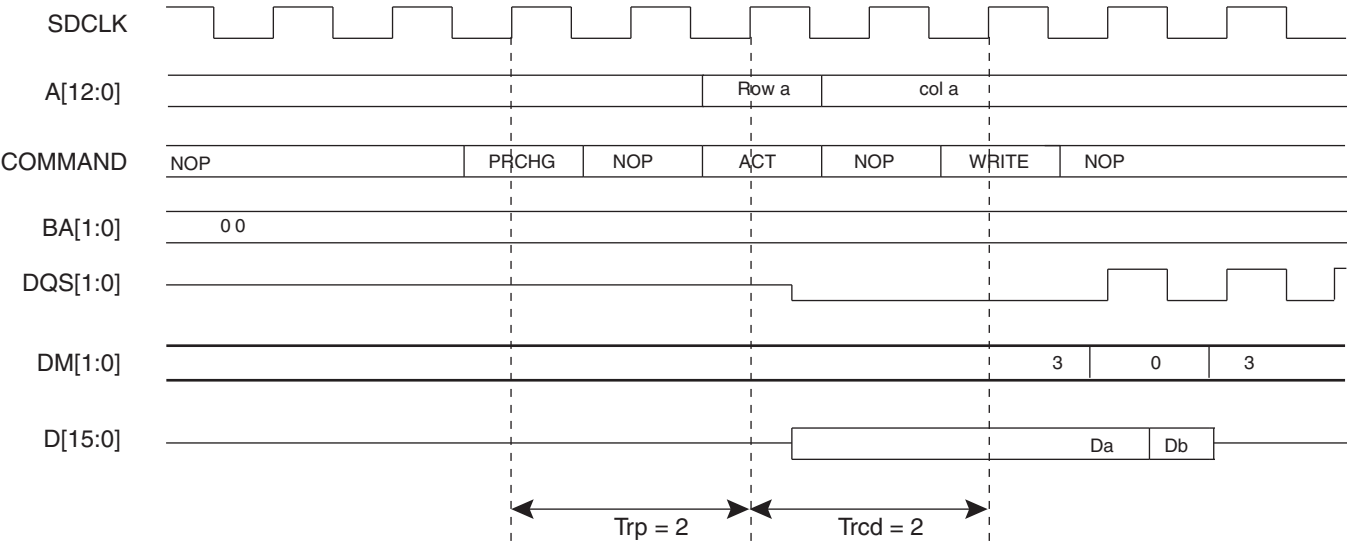 SDCLK
A[12:0] Row a col a
COMMAND NOP PRCHG NOP ACT NOP WRITE NOP
BA[1:0] 0 0
DQS[1:0]
DM[1:0] 3 0 3
D[15:0] Da Db
Trp = 2 Trcd = 2